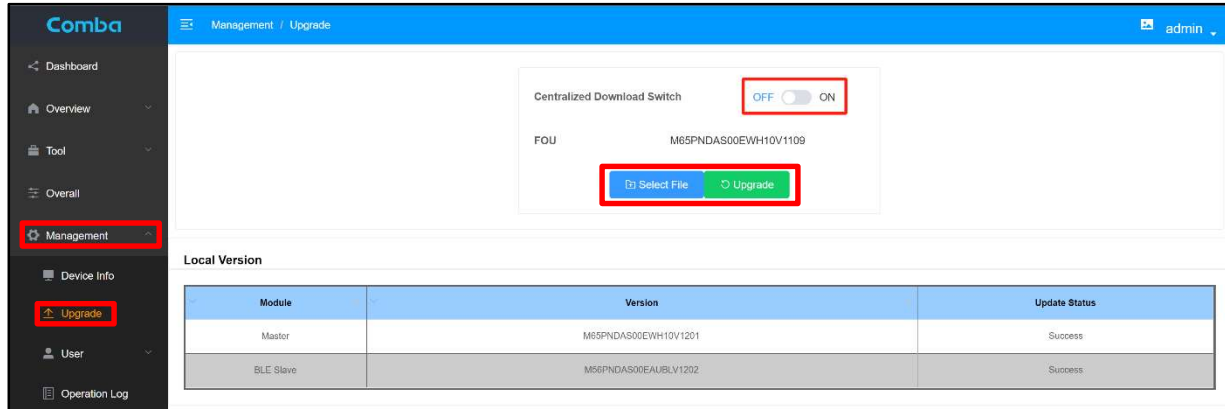 Comba
Management / Upgrade
admin
Dashboard
Overview
Tool
Overall
Management
Device Info
Upgrade
User
Operation Log
Centralized Download Switch OFF ON
FOU M65PNDAS00EWH10V1109
Select File Upgrade
Local Version
Module Version Update Status
Master M65PNDAS00EWH10V1201 Success
BLE Slave M56PNDAS00EAUBLV1202 Success